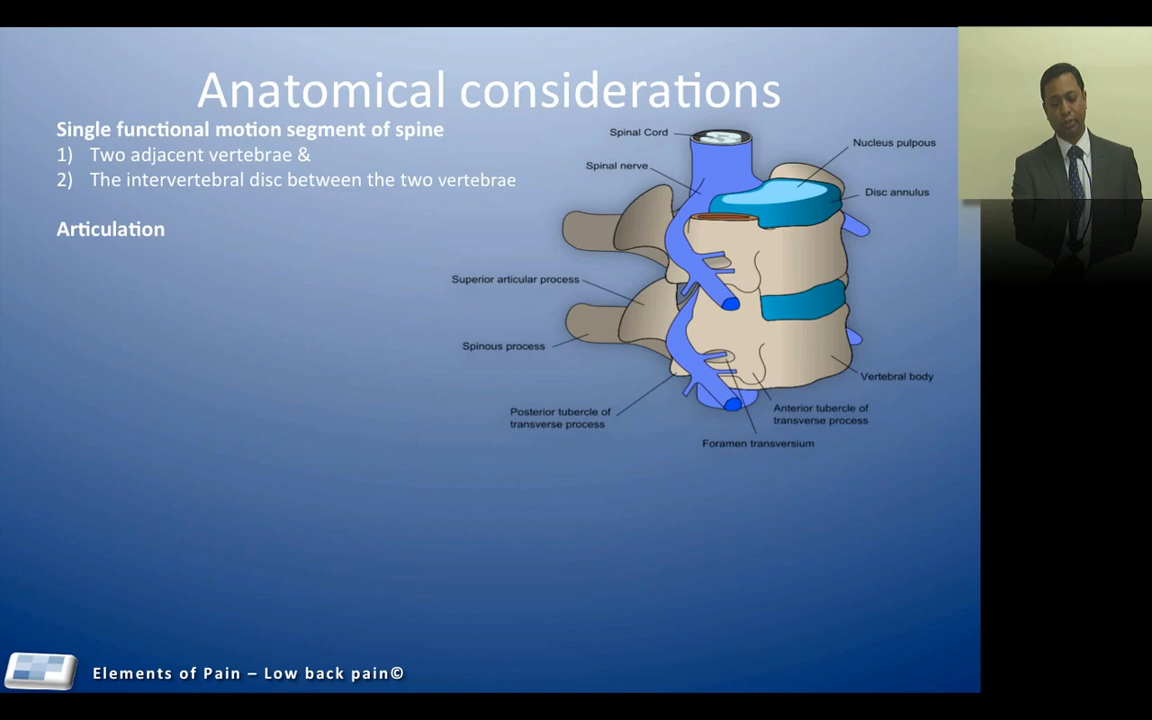 Anatomical considerations
Single functional motion segment of spine
1) Two adjacent vertebrae &
2) The intervertebral disc between the two vertebrae
Articulation
Spinal Cord
Nucleus pulpous
Spinal nerve
Disc annulus
Superior articular process
Spinous process
Vertebral body
Posterior tubercle of
transverse process
Anterior tubercle of
transverse process
Foramen transversium
Elements of Pain – Low back pain©